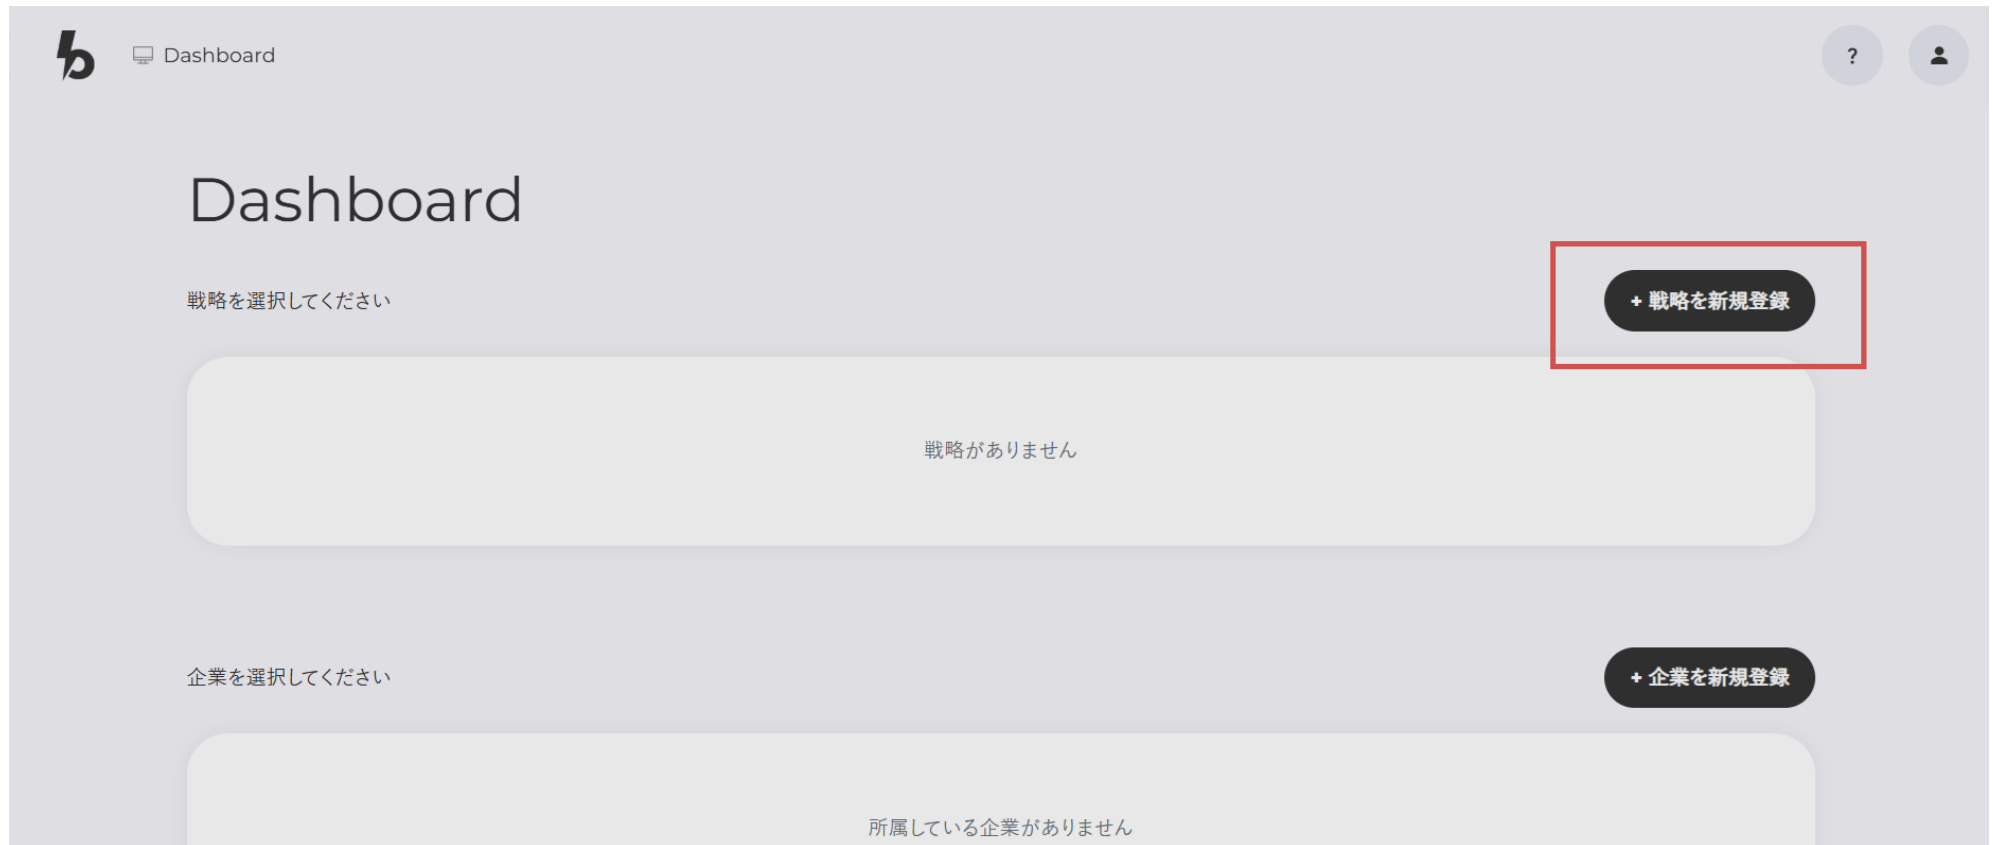 Dashboard
?
Dashboard
戦略を選択してください
+ 戦略を新規登録
戦略がありません
企業を選択してください
+ 企業を新規登録
所属している企業がありません